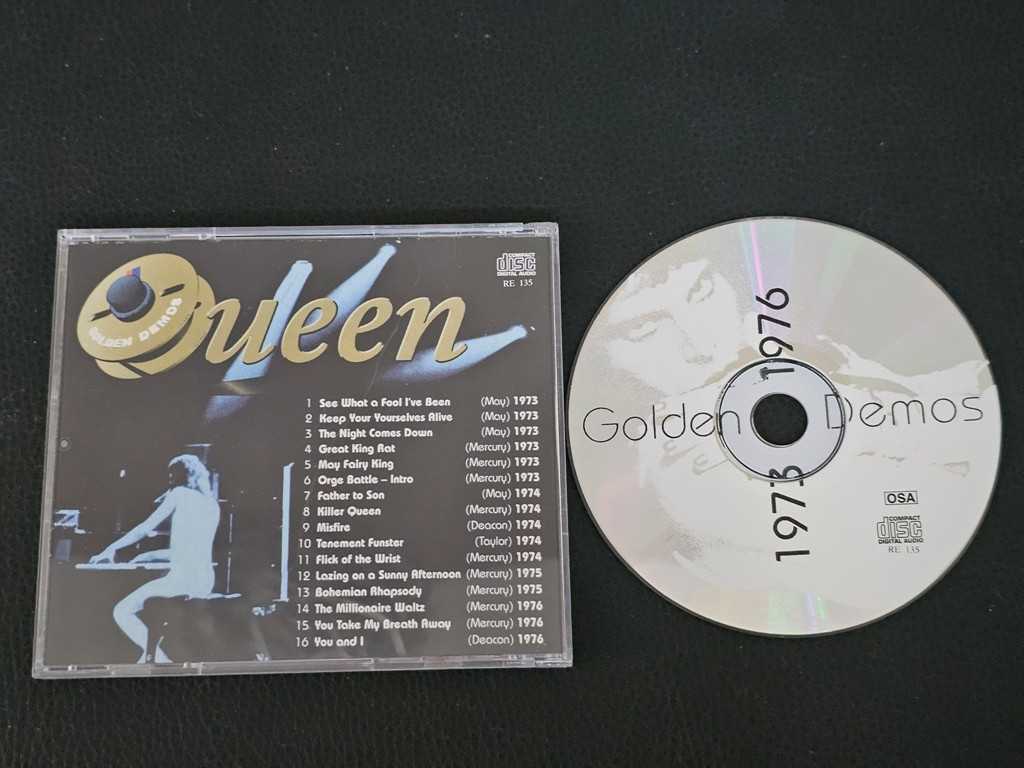 Queen
GOLDEN DEMOS
COMPACT
disc
DIGITAL AUDIO
RE 135
1 See What a Fool I've Been (May) 1973
2 Keep Your Yourselves Alive (May) 1973
3 The Night Comes Down (May) 1973
4 Great King Rat (Mercury) 1973
5 May Fairy King (Mercury) 1973
6 Orge Battle – Intro (Mercury) 1973
7 Father to Son (May) 1974
8 Killer Queen (Mercury) 1974
9 Misfire (Deacon) 1974
10 Tenement Funster (Taylor) 1974
11 Flick of the Wrist (Mercury) 1974
12 Lazing on a Sunny Afternoon (Mercury) 1975
13 Bohemian Rhapsody (Mercury) 1975
14 The Millionaire Waltz (Mercury) 1976
15 You Take My Breath Away (Mercury) 1976
16 You and I (Deacon) 1976
Golden Demos
1973 1976
OSA
COMPACT
disc
DIGITAL AUDIO
RE 135